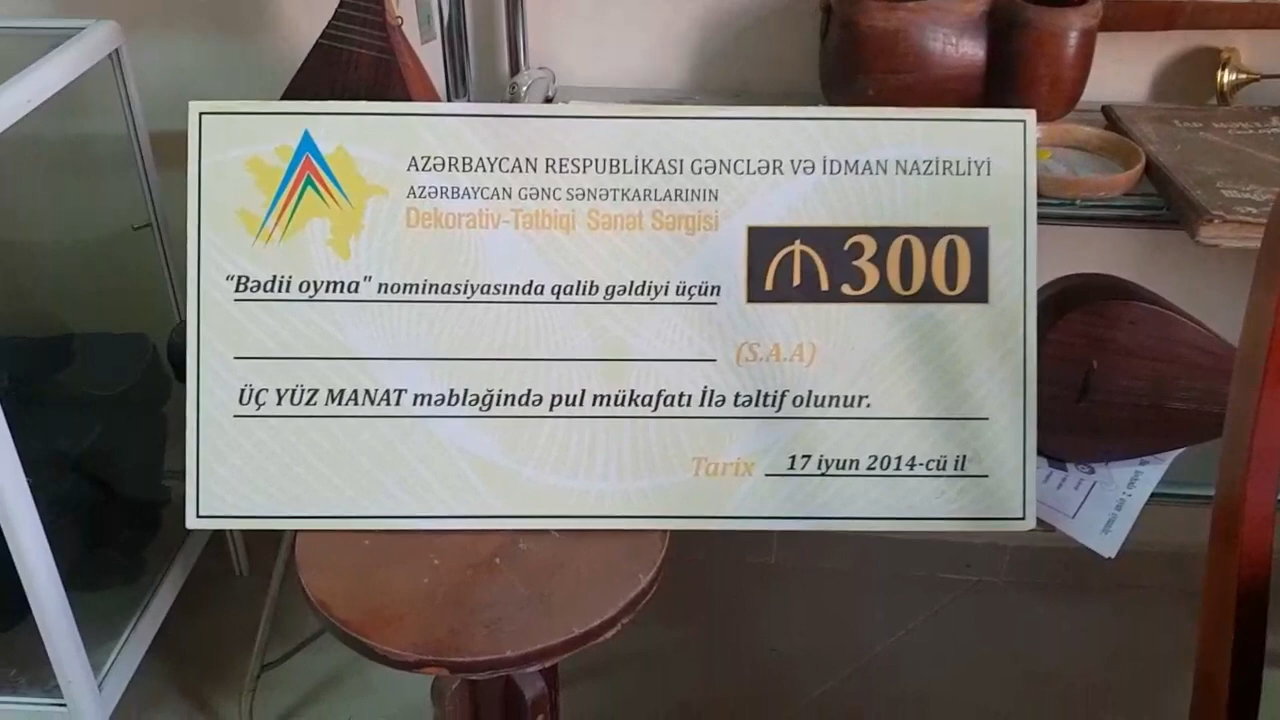 AZƏRBAYCAN RESPUBLİKASI GƏNCLƏR VƏ İDMAN NAZİRLİYİ
AZƏRBAYCAN GƏNC SƏNƏTKARLARININ
Dekorativ-Tətbiqi Sənət Sərgisi
₼ 300
“Bədii oyma" nominasiyasında qalib gəldiyi üçün
(S.A.A)
ÜÇ YÜZ MANAT məbləğində pul mükafatı İlə təltif olunur.
Tarix 17 iyun 2014-cü il